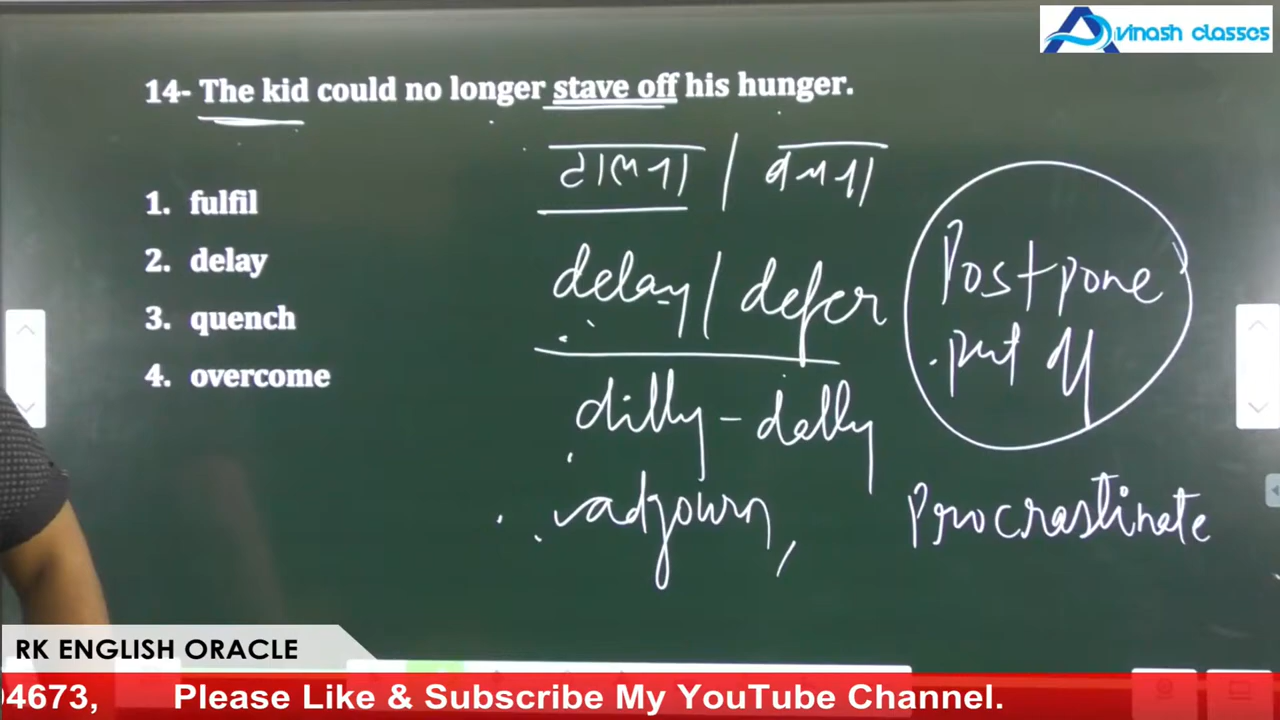 Avinash classes
14- The kid could no longer stave off his hunger.
टालना / बचना
1. fulfil
2. delay
3. quench
4. overcome
delay / defer
Postpone
put off
dilly - dally
adjourn,
Procrastinate
RK ENGLISH ORACLE
04673, Please Like & Subscribe My YouTube Channel.